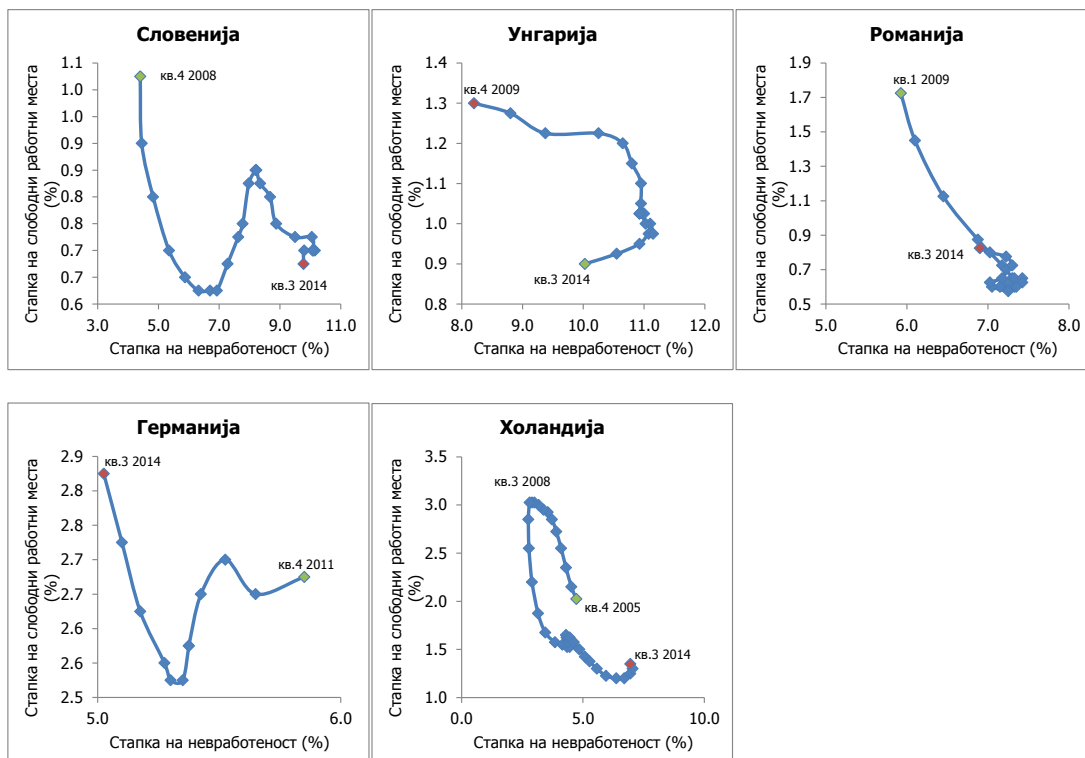 Словенија
Стапка на слободни работни места
(%)
1.1
1.0
1.0
0.9
0.9
0.8
0.8
0.7
0.7
0.6
кв.4 2008
кв.3 2014
3.0 5.0 7.0 9.0 11.0
Стапка на невработеност (%)
Унгарија
Стапка на слободни работни места
(%)
1.4
1.3
1.2
1.1
1.0
0.9
0.8
кв.4 2009
кв.3 2014
8.0 9.0 10.0 11.0 12.0
Стапка на невработеност (%)
Романија
Стапка на слободни работни места
(%)
1.9
1.7
1.5
1.3
1.1
0.9
0.7
0.5
кв.1 2009
кв.3 2014
5.0 6.0 7.0 8.0
Стапка на невработеност (%)
Германија
Стапка на слободни работни места
(%)
2.9
2.8
2.8
2.7
2.7
2.6
2.6
2.5
кв.3 2014
кв.4 2011
5.0 6.0
Стапка на невработеност (%)
Холандија
Стапка на слободни работни места
(%)
3.5
3.0
2.5
2.0
1.5
1.0
кв.3 2008
кв.4 2005
кв.3 2014
0.0 5.0 10.0
Стапка на невработеност (%)